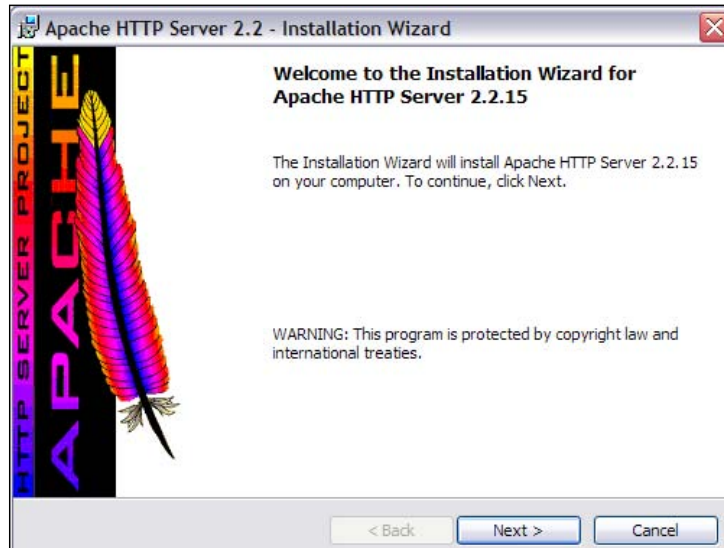 Apache HTTP Server 2.2 - Installation Wizard
HTTP SERVER PROJECT
APACHE
Welcome to the Installation Wizard for
Apache HTTP Server 2.2.15
The Installation Wizard will install Apache HTTP Server 2.2.15
on your computer. To continue, click Next.
WARNING: This program is protected by copyright law and
international treaties.
< Back
Next >
Cancel